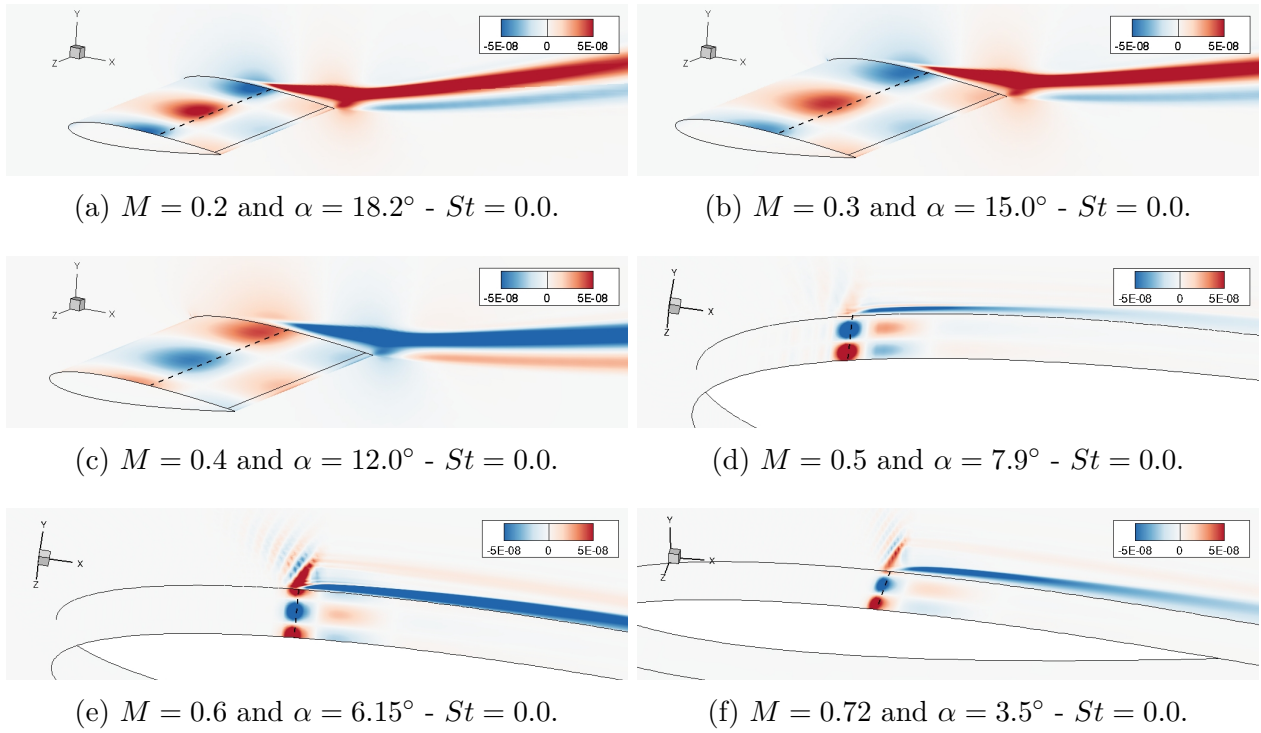 Y
Z
X
-5E-08 0 5E-08
Y
Z
X
-5E-08 0 5E-08
(a) M = 0.2 and α = 18.2° - St = 0.0.
(b) M = 0.3 and α = 15.0° - St = 0.0.
Y
Z
X
-5E-08 0 5E-08
Y
X
Z
-5E-08 0 5E-08
(c) M = 0.4 and α = 12.0° - St = 0.0.
(d) M = 0.5 and α = 7.9° - St = 0.0.
Y
X
Z
-5E-08 0 5E-08
Y
X
Z
-5E-08 0 5E-08
(e) M = 0.6 and α = 6.15° - St = 0.0.
(f) M = 0.72 and α = 3.5° - St = 0.0.